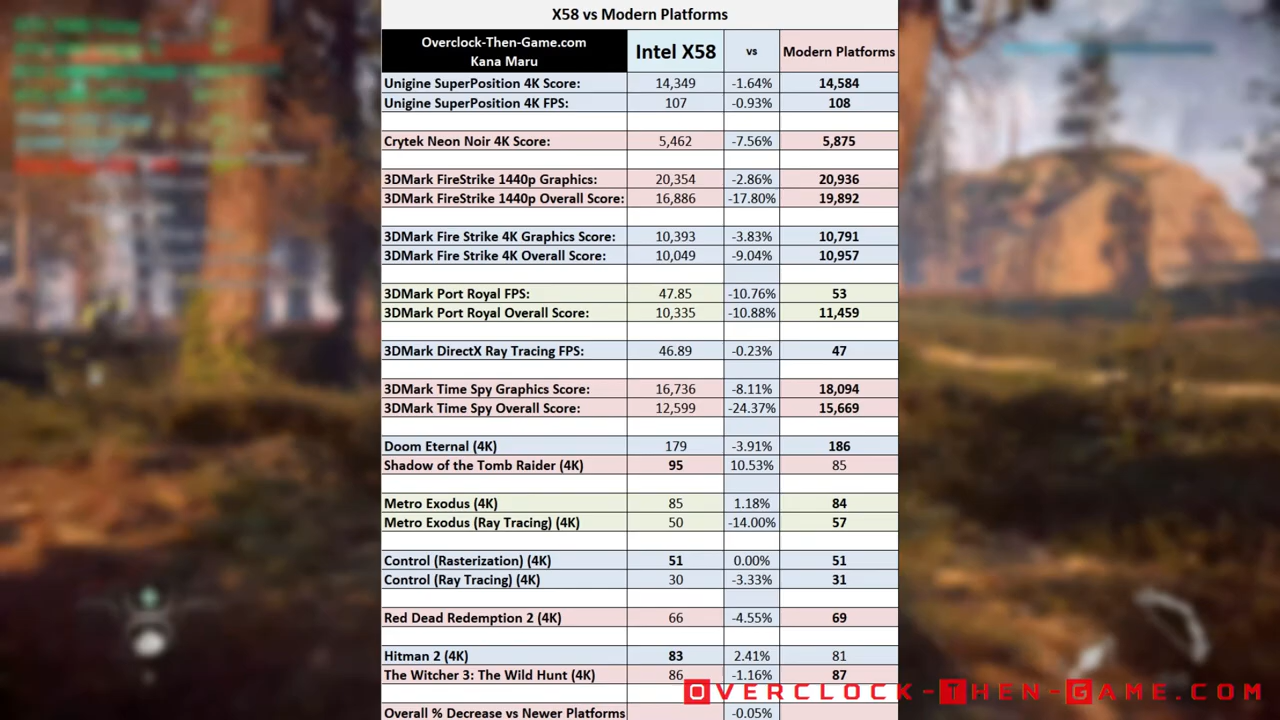 X58 vs Modern Platforms
Overclock-Then-Game.com
Kana Maru
Intel X58
vs
Modern Platforms
Unigine SuperPosition 4K Score: 14,349 -1.64% 14,584
Unigine SuperPosition 4K FPS: 107 -0.93% 108
Crytek Neon Noir 4K Score: 5,462 -7.56% 5,875
3DMark FireStrike 1440p Graphics: 20,354 -2.86% 20,936
3DMark FireStrike 1440p Overall Score: 16,886 -17.80% 19,892
3DMark Fire Strike 4K Graphics Score: 10,393 -3.83% 10,791
3DMark Fire Strike 4K Overall Score: 10,049 -9.04% 10,957
3DMark Port Royal FPS: 47.85 -10.76% 53
3DMark Port Royal Overall Score: 10,335 -10.88% 11,459
3DMark DirectX Ray Tracing FPS: 46.89 -0.23% 47
3DMark Time Spy Graphics Score: 16,736 -8.11% 18,094
3DMark Time Spy Overall Score: 12,599 -24.37% 15,669
Doom Eternal (4K) 179 -3.91% 186
Shadow of the Tomb Raider (4K) 95 10.53% 85
Metro Exodus (4K) 85 1.18% 84
Metro Exodus (Ray Tracing) (4K) 50 -14.00% 57
Control (Rasterization) (4K) 51 0.00% 51
Control (Ray Tracing) (4K) 30 -3.33% 31
Red Dead Redemption 2 (4K) 66 -4.55% 69
Hitman 2 (4K) 83 2.41% 81
The Witcher 3: The Wild Hunt (4K) 86 -1.16% 87
Overclock-Then-Game.com
Overall % Decrease vs Newer Platforms -0.05%